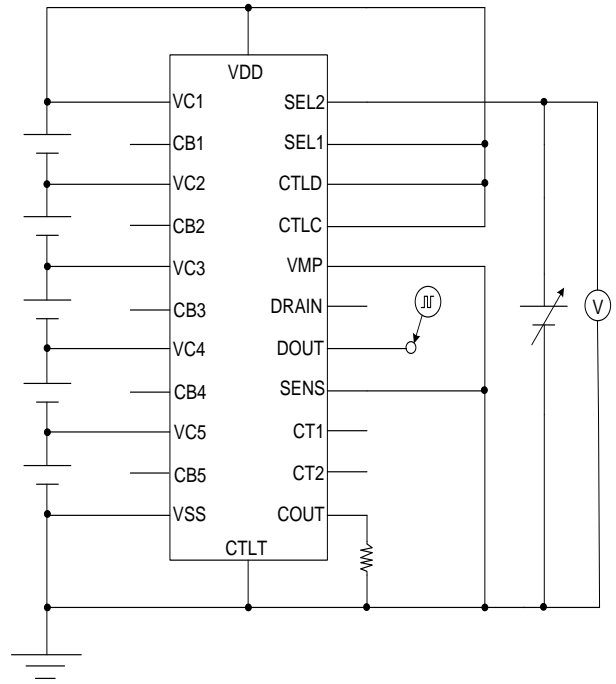 VDD
VC1
SEL2
CB1
SEL1
VC2
CTLD
CB2
CTLC
VC3
VMP
CB3
DRAIN
VC4
DOUT
CB4
SENS
VC5
CT1
CB5
CT2
VSS
COUT
CTLT
V